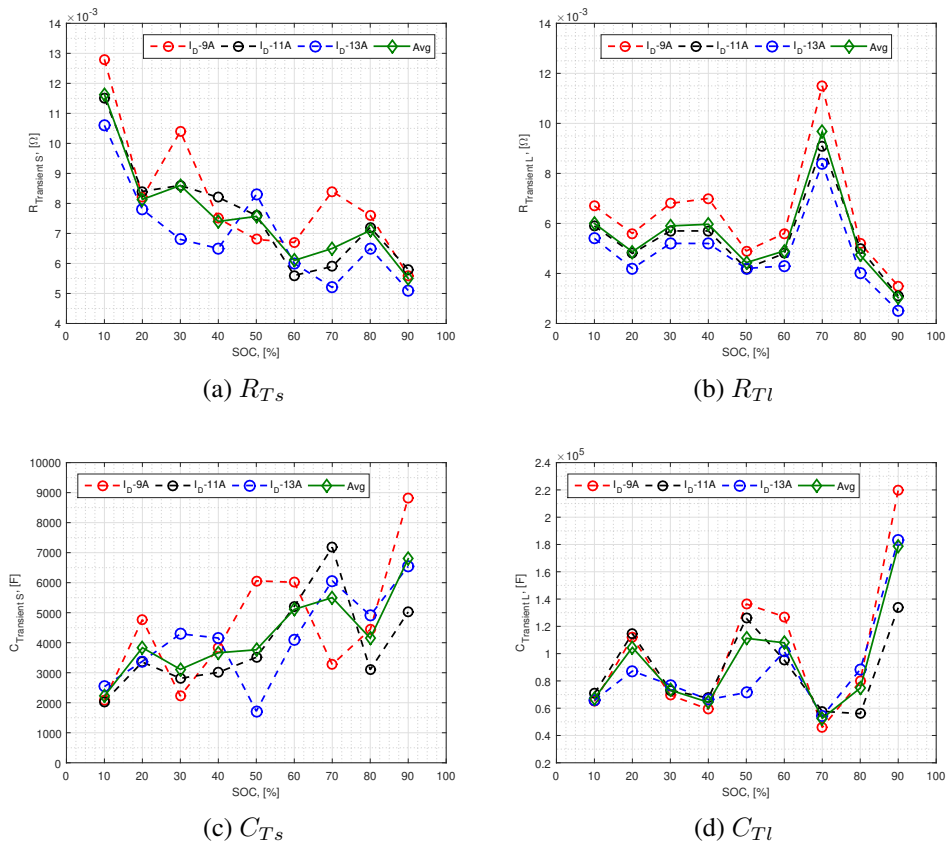 ×10⁻³
14
13
12
11
10
9
8
7
6
5
4
R_Transient S', [Ω]
I_D-9A I_D-11A I_D-13A Avg
0 10 20 30 40 50 60 70 80 90 100
SOC, [%]
(a) R_Ts
×10⁻³
14
12
10
8
6
4
2
R_Transient L', [Ω]
I_D-9A I_D-11A I_D-13A Avg
0 10 20 30 40 50 60 70 80 90 100
SOC, [%]
(b) R_Tl
10000
9000
8000
7000
6000
5000
4000
3000
2000
1000
0
C_Transient S', [F]
I_D-9A I_D-11A I_D-13A Avg
0 10 20 30 40 50 60 70 80 90 100
SOC, [%]
(c) C_Ts
×10⁵
2.4
2.2
1.8
1.6
1.4
1.2
1
0.8
0.6
0.4
0.2
C_Transient L', [F]
I_D-9A I_D-11A I_D-13A Avg
0 10 20 30 40 50 60 70 80 90 100
SOC, [%]
(d) C_Tl